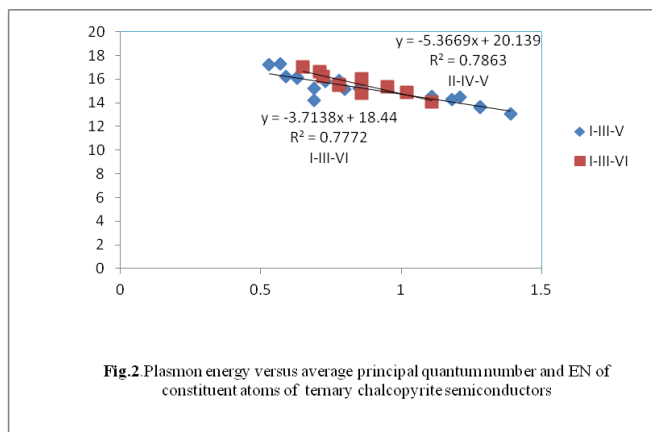 y = -5.3669x + 20.139
R² = 0.7863
II-IV-V
y = -3.7138x + 18.44
R² = 0.7772
I-III-VI
20
18
16
14
12
10
8
6
4
2
0
0
0.5
1
1.5
I-III-V
I-III-VI
Fig.2.Plasmon energy versus average principal quantum number and EN of
constituent atoms of ternary chalcopyrite semiconductors